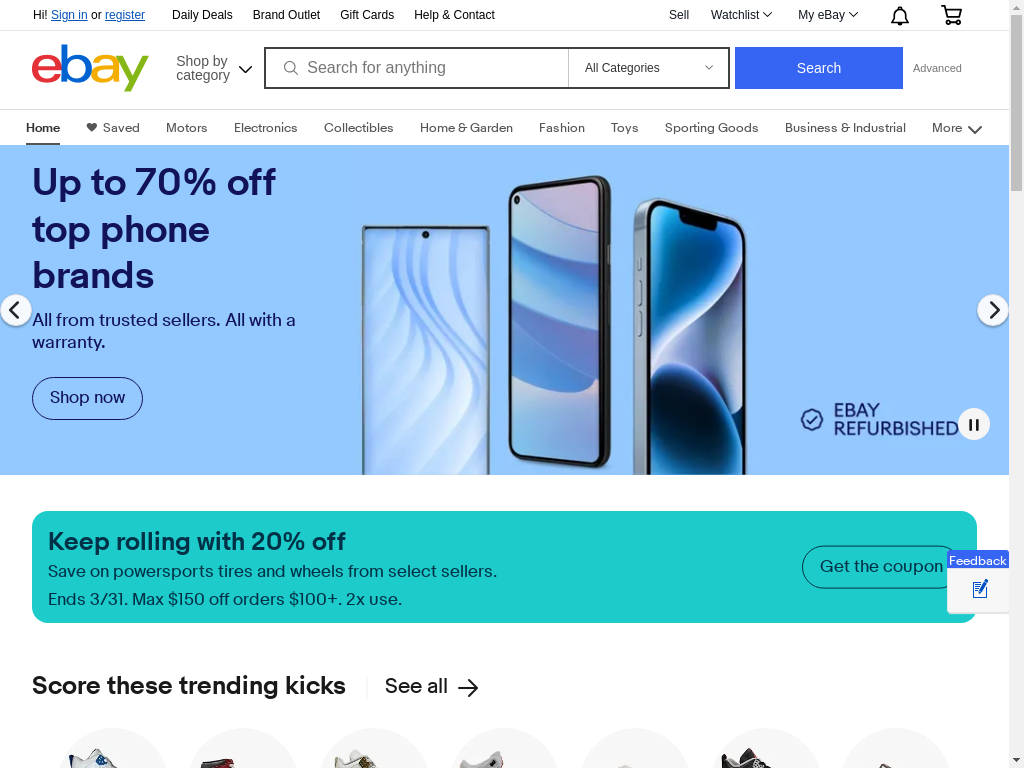 Hi! Sign in or register
Daily Deals
Brand Outlet
Gift Cards
Help & Contact
Sell
Watchlist
My eBay
ebay
Shop by
category
Search for anything
All Categories
Search
Advanced
Home
Saved
Motors
Electronics
Collectibles
Home & Garden
Fashion
Toys
Sporting Goods
Business & Industrial
More
Up to 70% off
top phone
brands
All from trusted sellers. All with a
warranty.
Shop now
EBAY
REFURBISHED
Keep rolling with 20% off
Save on powersports tires and wheels from select sellers.
Ends 3/31. Max $150 off orders $100+. 2x use.
Get the coupon
Feedback
Score these trending kicks
See all